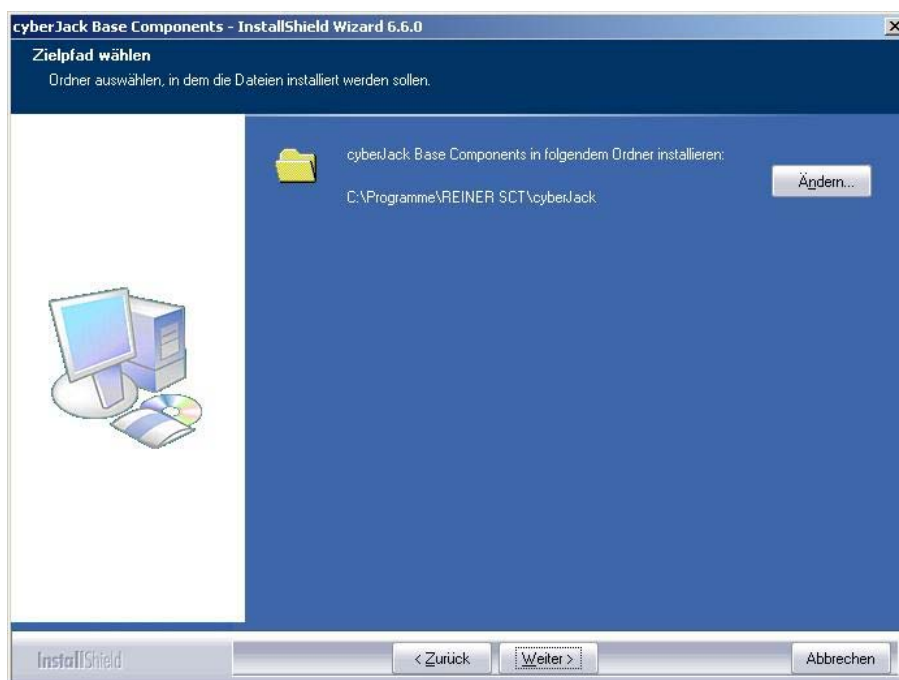 cyberJack Base Components - InstallShield Wizard 6.6.0
Zielpfad wählen
Ordner auswählen, in dem die Dateien installiert werden sollen.
cyberJack Base Components in folgendem Ordner installieren:
Ändern...
C:\Programme\REINER SCT\cyberJack
InstallShield
< Zurück
Weiter >
Abbrechen